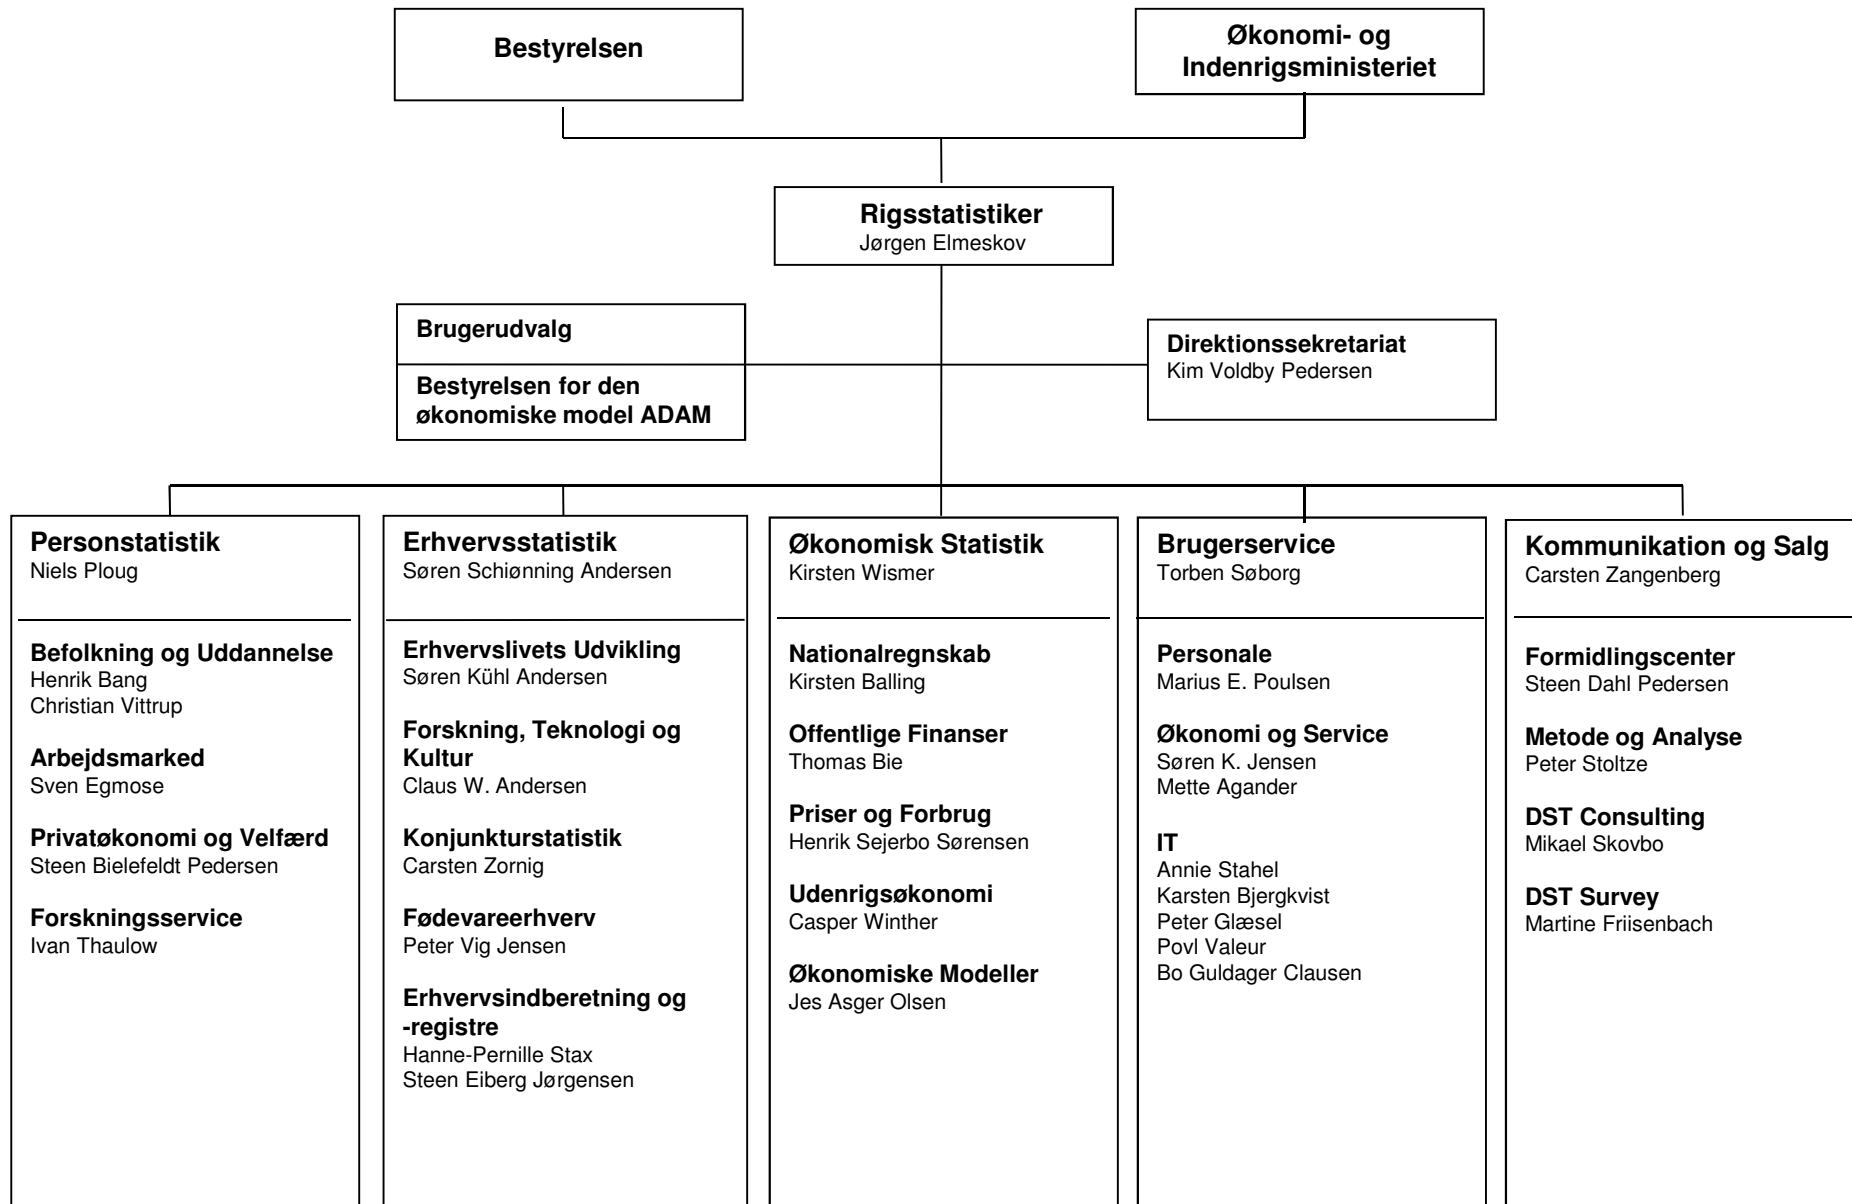 Bestyrelsen
Økonomi- og
Indenrigsministeriet
Rigsstatistiker
Jørgen Elmeskov
Brugerudvalg
Bestyrelsen for den
økonomiske model ADAM
Direktionssekretariat
Kim Voldby Pedersen
Personstatistik
Niels Ploug
Befolkning og Uddannelse
Henrik Bang
Christian Vittrup
Arbejdsmarked
Sven Egmose
Privatøkonomi og Velfærd
Steen Bielefeldt Pedersen
Forskningsservice
Ivan Thaulow
Erhvervsstatistik
Søren Schiønning Andersen
Erhvervslivets Udvikling
Søren Kühl Andersen
Forskning, Teknologi og
Kultur
Claus W. Andersen
Konjunkturstatistik
Carsten Zornig
Fødevareerhverv
Peter Vig Jensen
Erhvervsindberetning og
-registre
Hanne-Pernille Stax
Steen Eiberg Jørgensen
Økonomisk Statistik
Kirsten Wismer
Nationalregnskab
Kirsten Balling
Offentlige Finanser
Thomas Bie
Priser og Forbrug
Henrik Sejerbo Sørensen
Udenrigsøkonomi
Casper Winther
Økonomiske Modeller
Jes Asger Olsen
Brugerservice
Torben Søborg
Personale
Marius E. Poulsen
Økonomi og Service
Søren K. Jensen
Mette Agander
IT
Annie Stahel
Karsten Bjergkvist
Peter Glæsel
Povl Valeur
Bo Guldager Clausen
Kommunikation og Salg
Carsten Zangenberg
Formidlingscenter
Steen Dahl Pedersen
Metode og Analyse
Peter Stoltze
DST Consulting
Mikael Skovbo
DST Survey
Martine Friisenbach